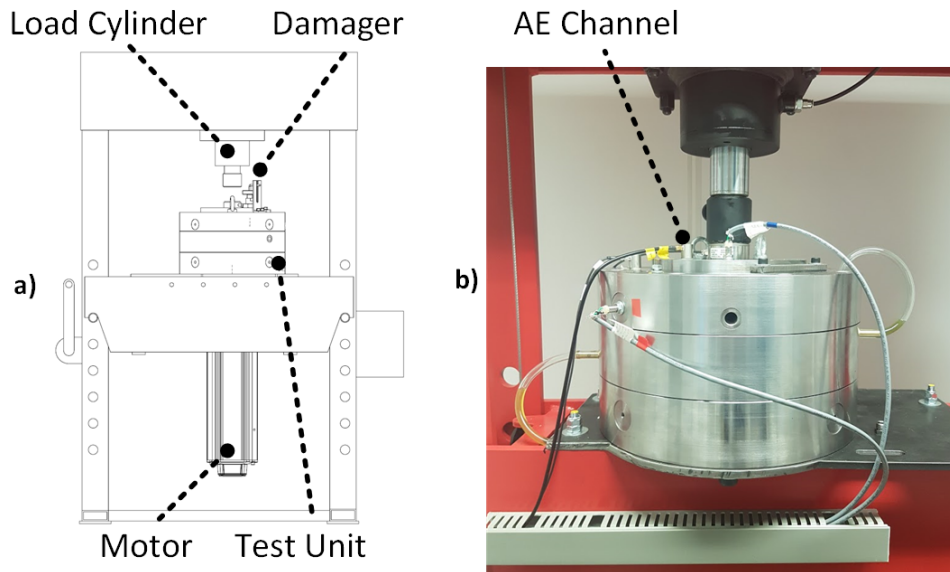 Load Cylinder
Damager
AE Channel
a)
b)
Motor
Test Unit